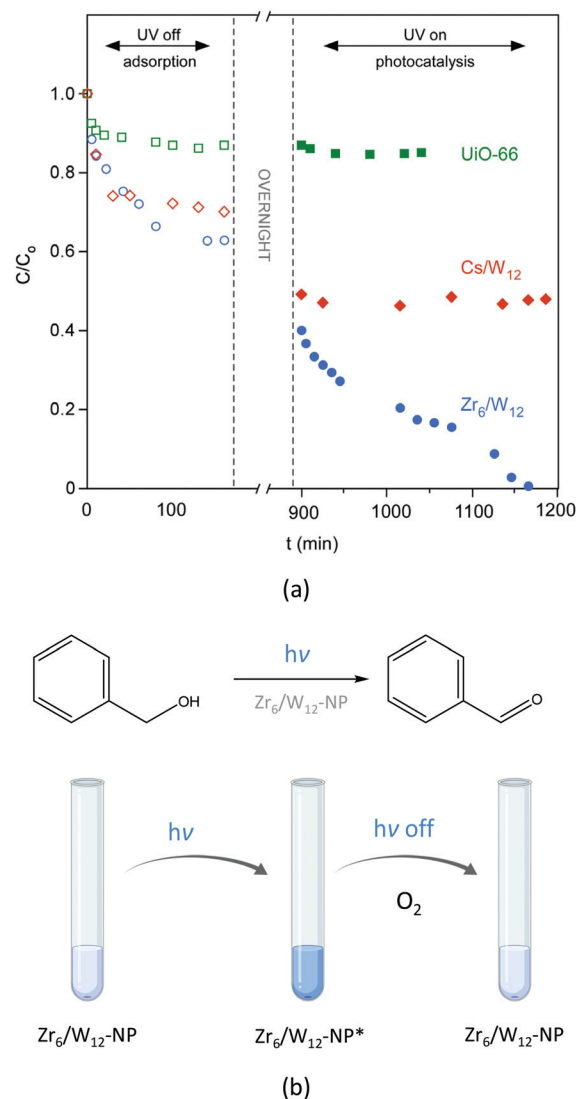 UV off
adsorption
UV on
photocatalysis
1.0
0.8
0.6
0.4
0.2
0
C/C₀
OVERNIGHT
UiO-66
Cs/W₁₂
Zr₆/W₁₂
0
100
900
1000
1100
1200
t (min)
(a)
OH
hν
Zr₆/W₁₂-NP
O
hν
hν off
O₂
Zr₆/W₁₂-NP
Zr₆/W₁₂-NP*
Zr₆/W₁₂-NP
(b)